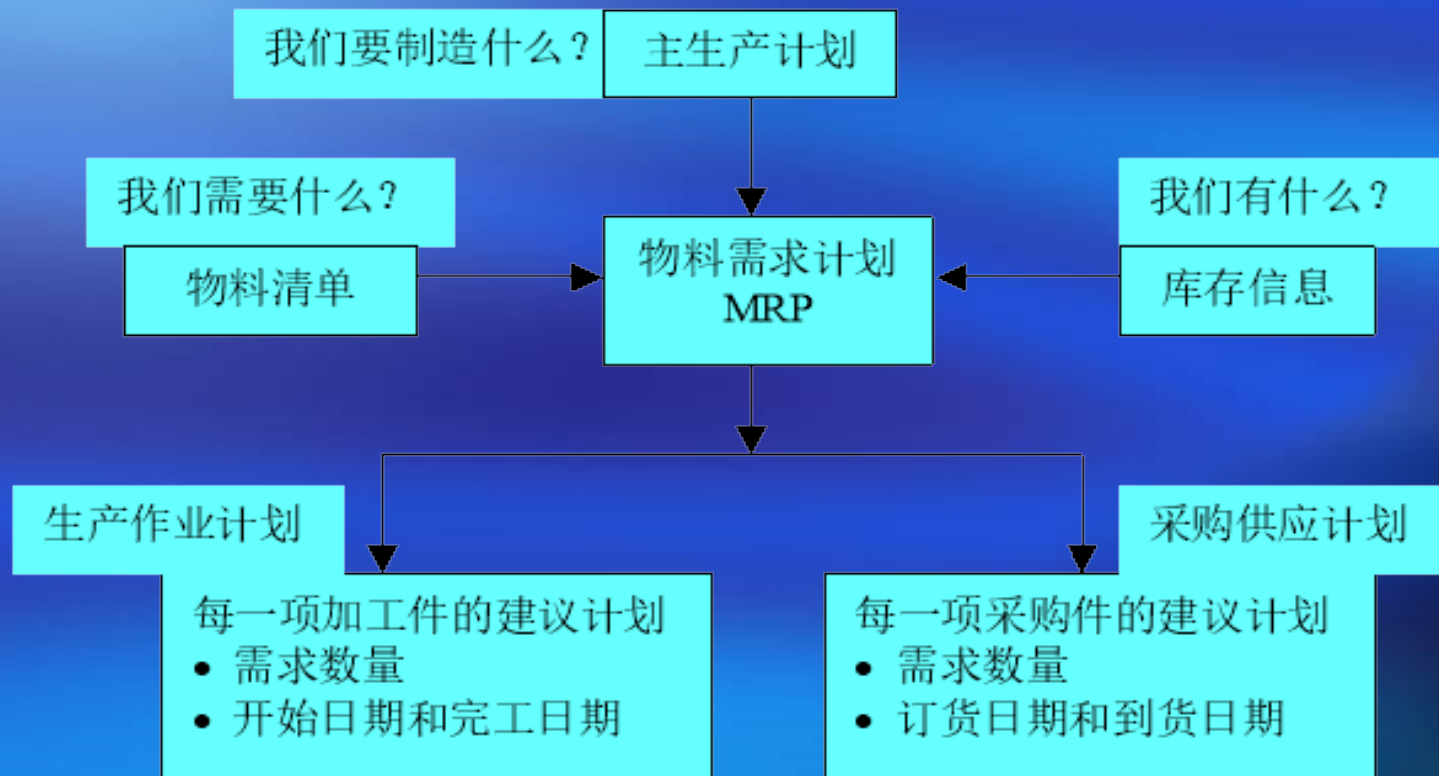 我们要制造什么?
主生产计划
我们需要什么?
我们有什么?
物料清单
物料需求计划
MRP
库存信息
生产作业计划
采购供应计划
每一项加工件的建议计划
• 需求数量
• 开始日期和完工日期
每一项采购件的建议计划
• 需求数量
• 订货日期和到货日期